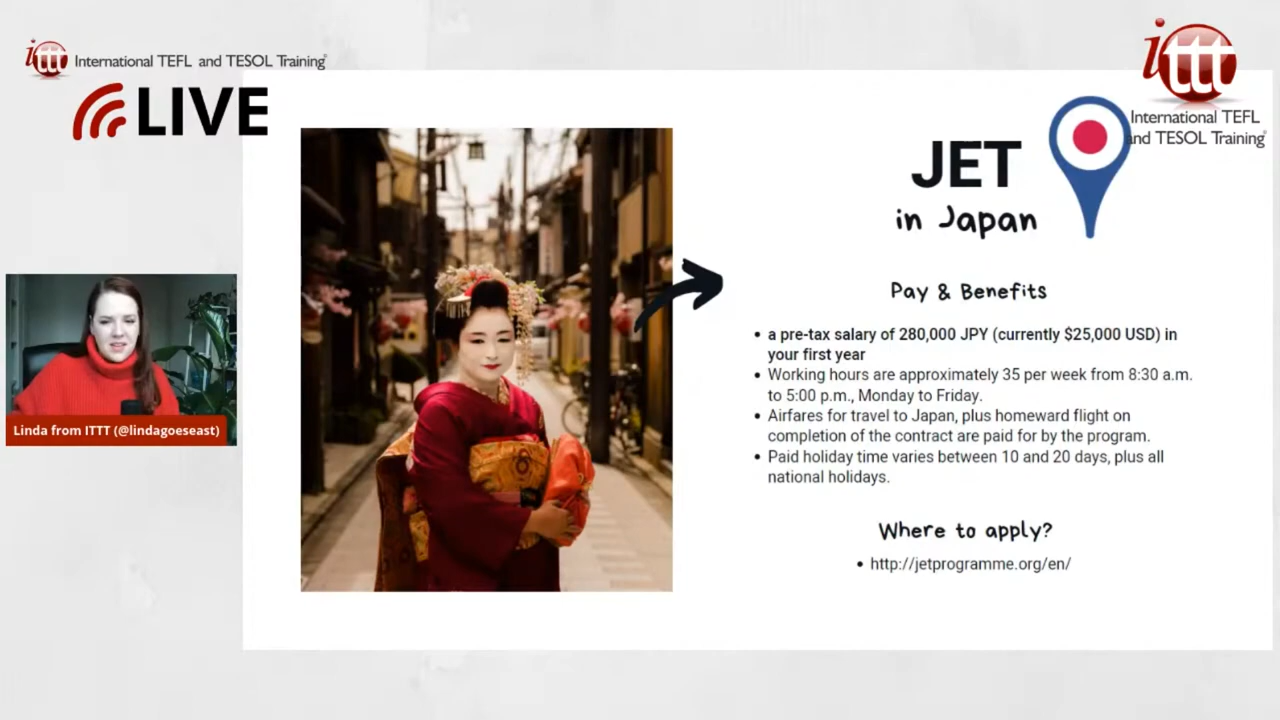 ittt International TEFL and TESOL Training
LIVE
ittt
International TEFL
and TESOL Training
JET
in Japan
Pay & Benefits
• a pre-tax salary of 280,000 JPY (currently $25,000 USD) in
your first year
• Working hours are approximately 35 per week from 8:30 a.m.
to 5:00 p.m., Monday to Friday.
• Airfares for travel to Japan, plus homeward flight on
completion of the contract are paid for by the program.
• Paid holiday time varies between 10 and 20 days, plus all
national holidays.
Where to apply?
• http://jetprogramme.org/en/
Linda from ITTT (@lindagoeseast)